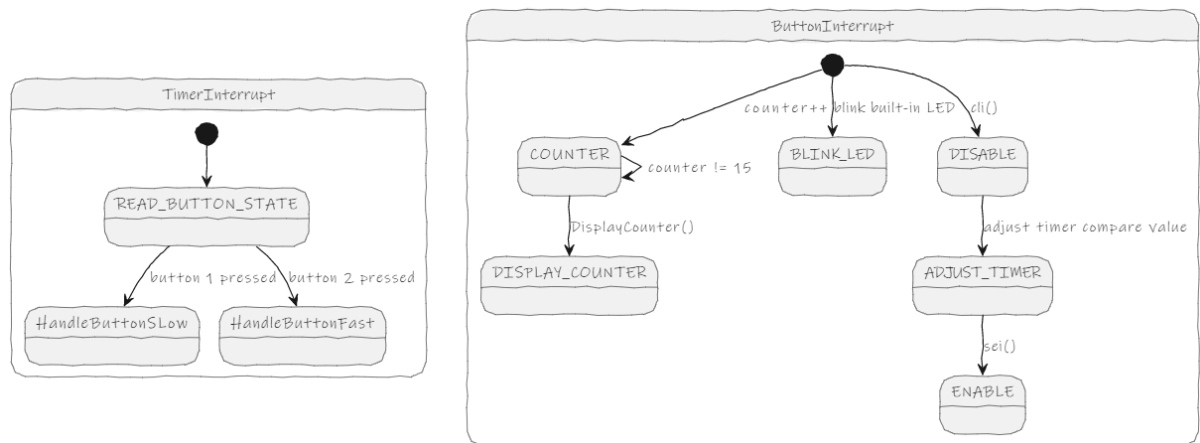 TimerInterrupt
READ_BUTTON_STATE
button 1 pressed
button 2 pressed
HandleButtonSLow
HandleButtonFast
ButtonInterrupt
counter++
blink built-in LED
cli()
COUNTER
counter != 15
BLINK_LED
DISABLE
DisplayCounter()
adjust timer compare value
DISPLAY_COUNTER
ADJUST_TIMER
sei()
ENABLE